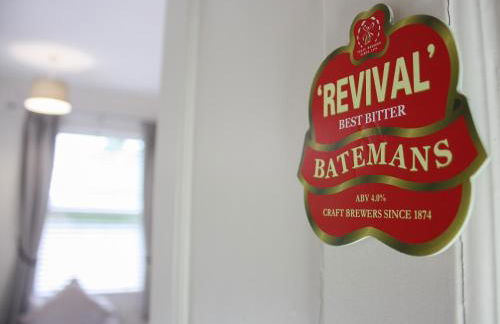 'REVIVAL'
BEST BITTER
BATEMANS
ABV 4.0%
CRAFT BREWERS SINCE 1874